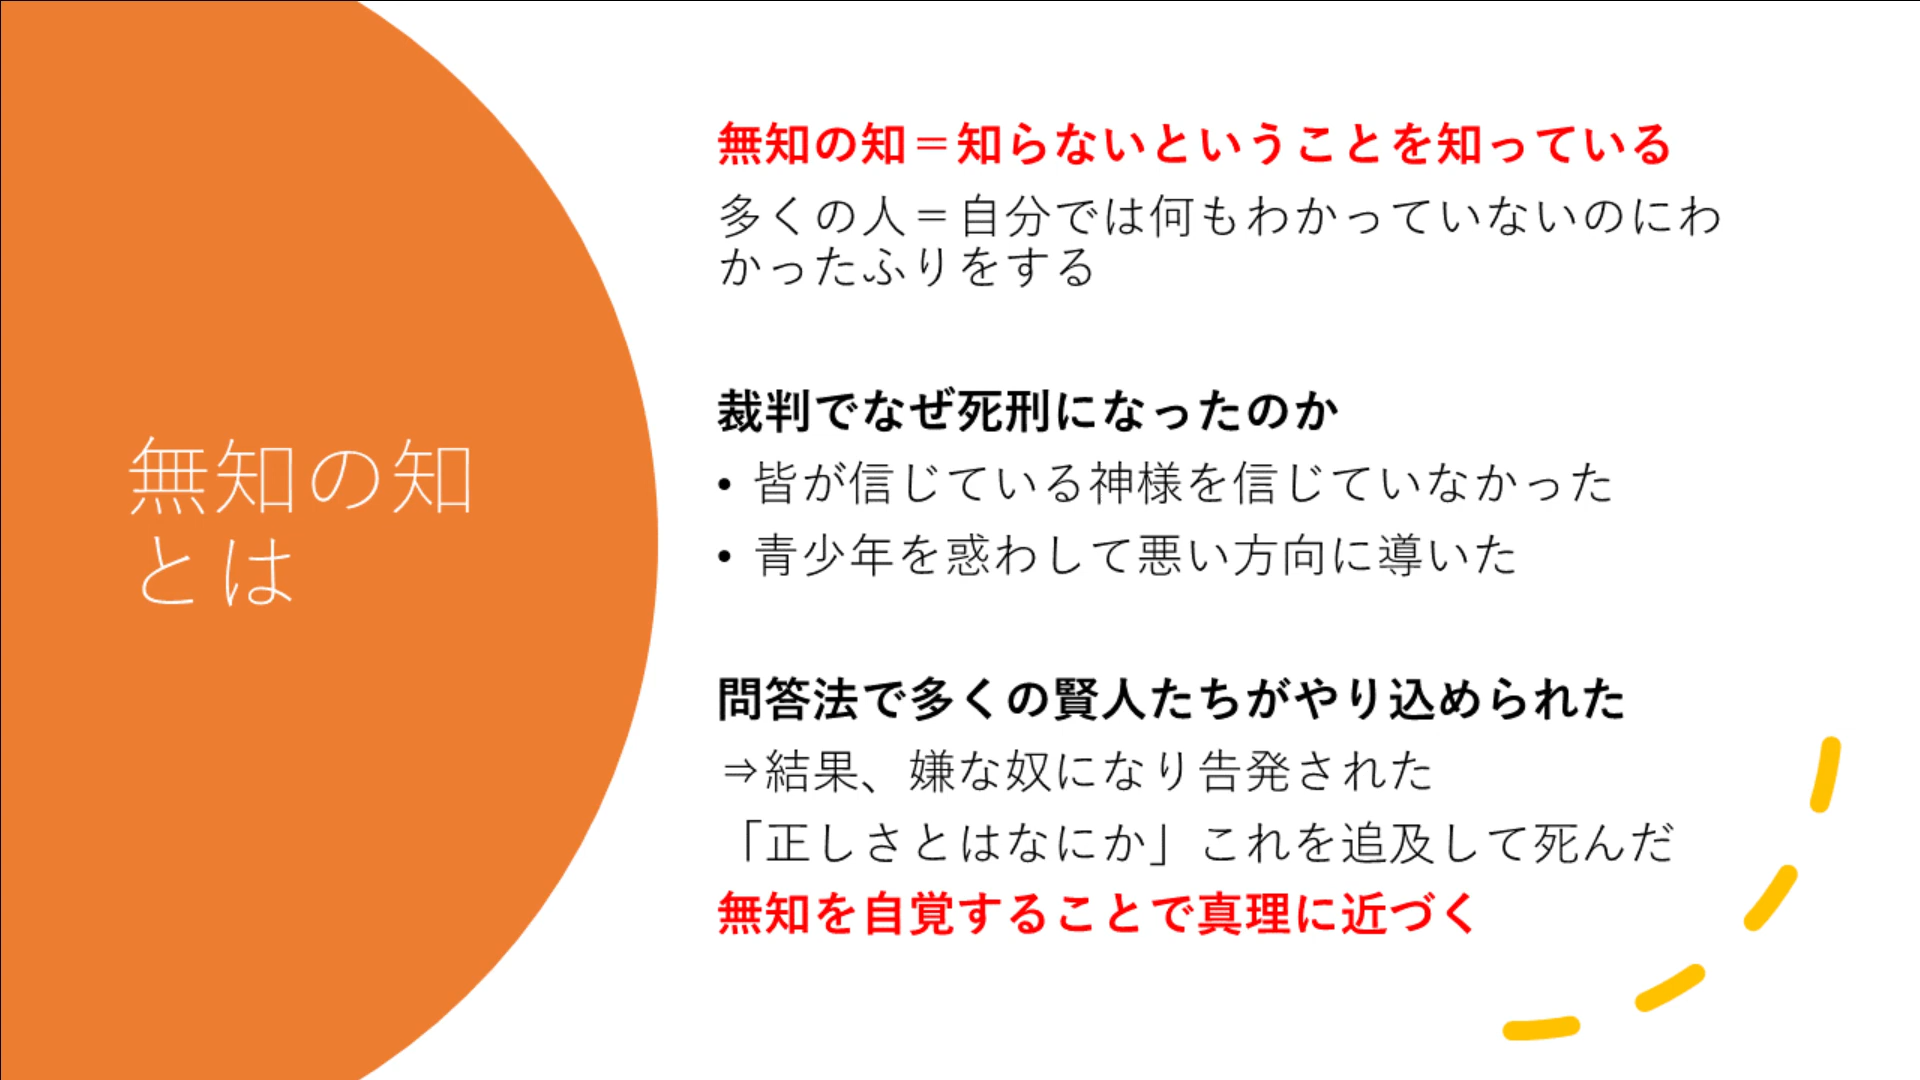 無知の知
とは
無知の知＝知らないということを知っている
多くの人＝自分では何もわかっていないのにわ
かったふりをする
裁判でなぜ死刑になったのか
• 皆が信じている神様を信じていなかった
• 青少年を惑わして悪い方向に導いた
問答法で多くの賢人たちがやり込められた
⇒結果、嫌な奴になり告発された
「正しさとはなにか」これを追及して死んだ
無知を自覚することで真理に近づく